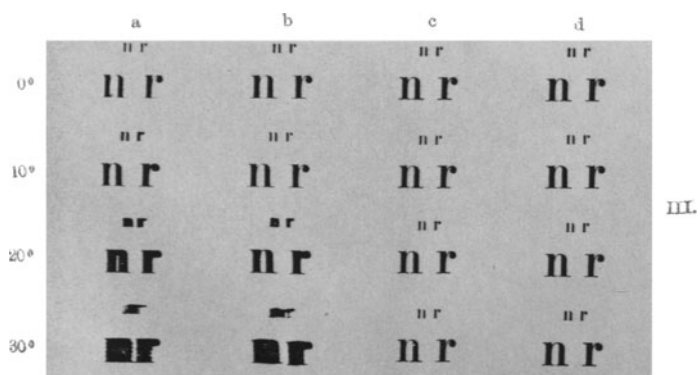 a b c d
n r n r n r n r
0° n r n r n r n r
n r n r n r n r
10° n r n r n r n r
n r n r n r n r
III.
20° n r n r n r n r
n r n r
30° n r n r n r n r